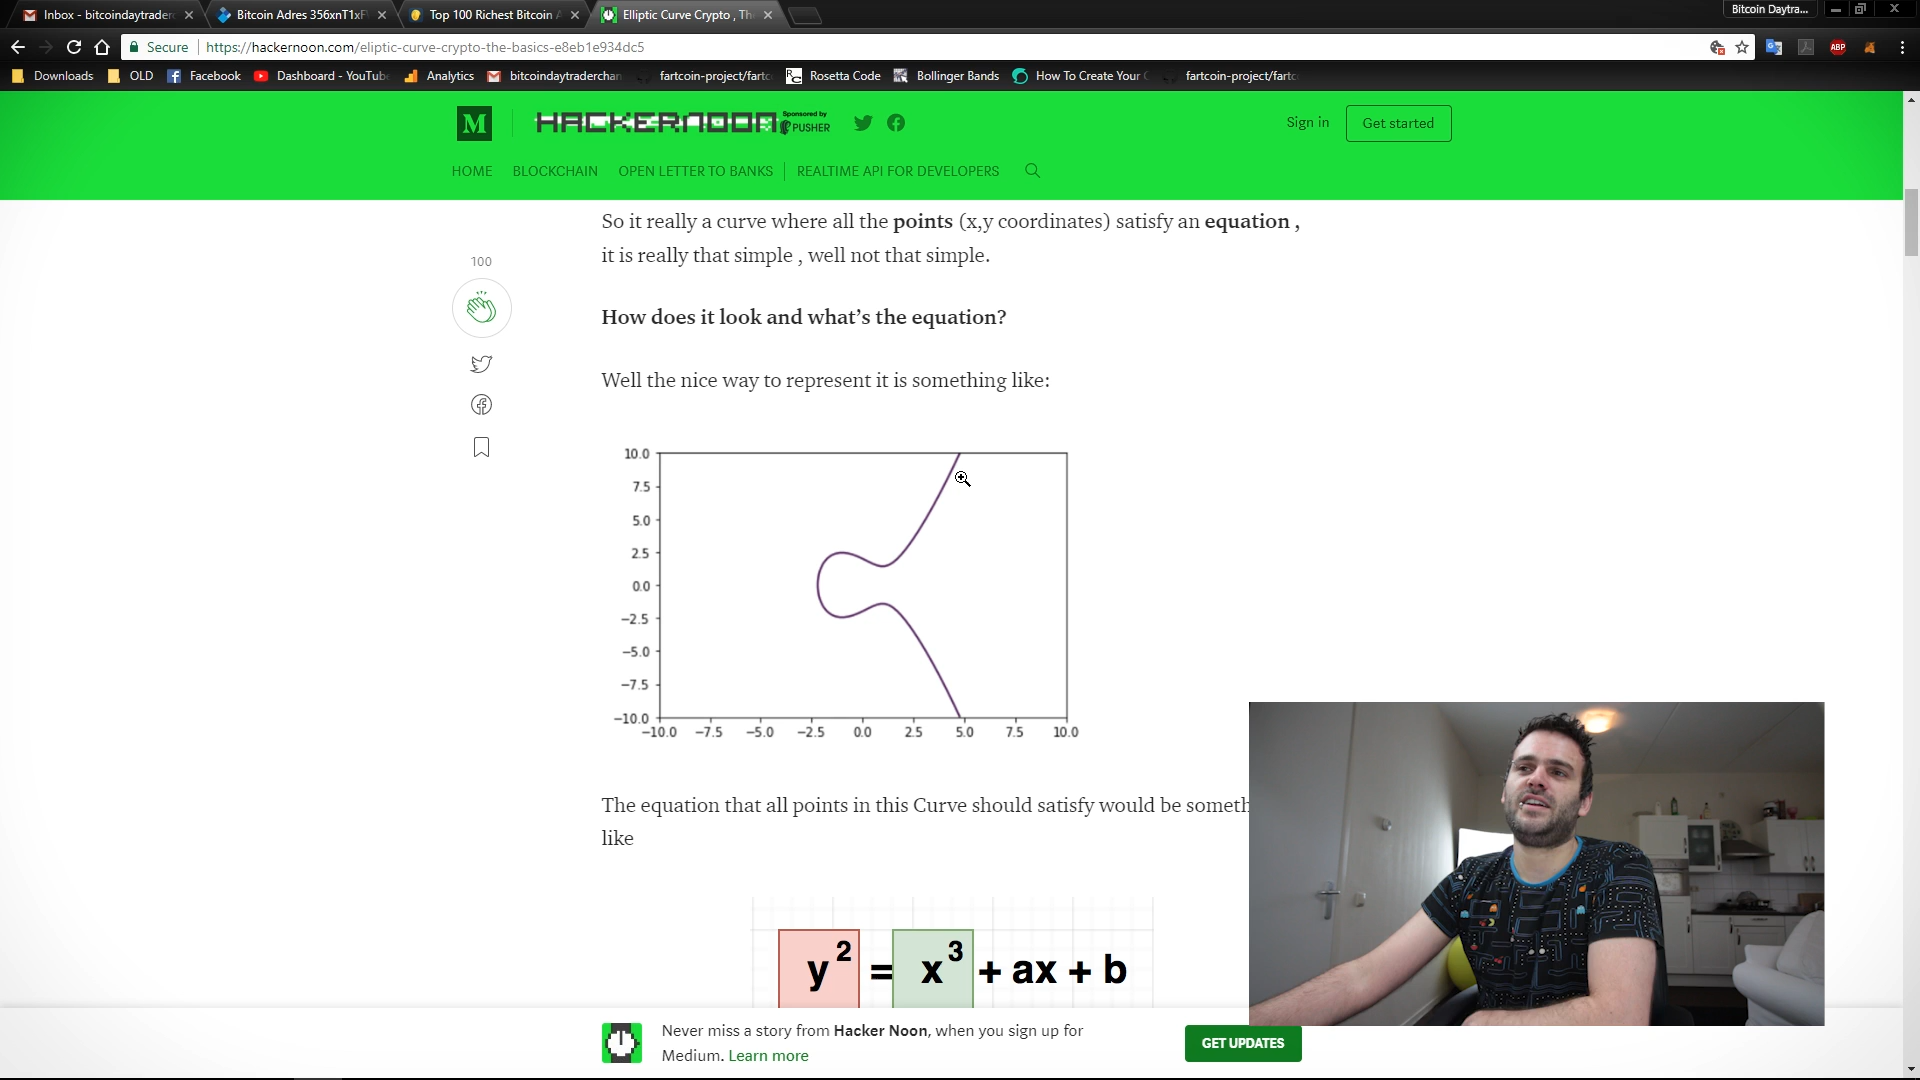 Inbox - bitcoindaytrader
Bitcoin Adres 356xnT1xF
Top 100 Richest Bitcoin A
Elliptic Curve Crypto , The
Bitcoin Daytra...
Secure
https://hackernoon.com/eliptic-curve-crypto-the-basics-e8eb1e934dc5
ABP
Downloads
OLD
Facebook
Dashboard - YouTube
Analytics
bitcoindaytraderchan
fartcoin-project/fartc
Rosetta Code
Bollinger Bands
How To Create Your
fartcoin-project/fartc
M
HACKERNOON
Sponsored by
PUSHER
Sign in
Get started
HOME
BLOCKCHAIN
OPEN LETTER TO BANKS
REALTIME API FOR DEVELOPERS
So it really a curve where all the points (x,y coordinates) satisfy an equation ,
it is really that simple , well not that simple.
100
How does it look and what’s the equation?
Well the nice way to represent it is something like:
10.0
7.5
5.0
2.5
0.0
−2.5
−5.0
−7.5
−10.0
−10.0 −7.5 −5.0 −2.5 0.0 2.5 5.0 7.5 10.0
The equation that all points in this Curve should satisfy would be someth
like
y² = x³ + ax + b
Never miss a story from Hacker Noon, when you sign up for
Medium. Learn more
GET UPDATES